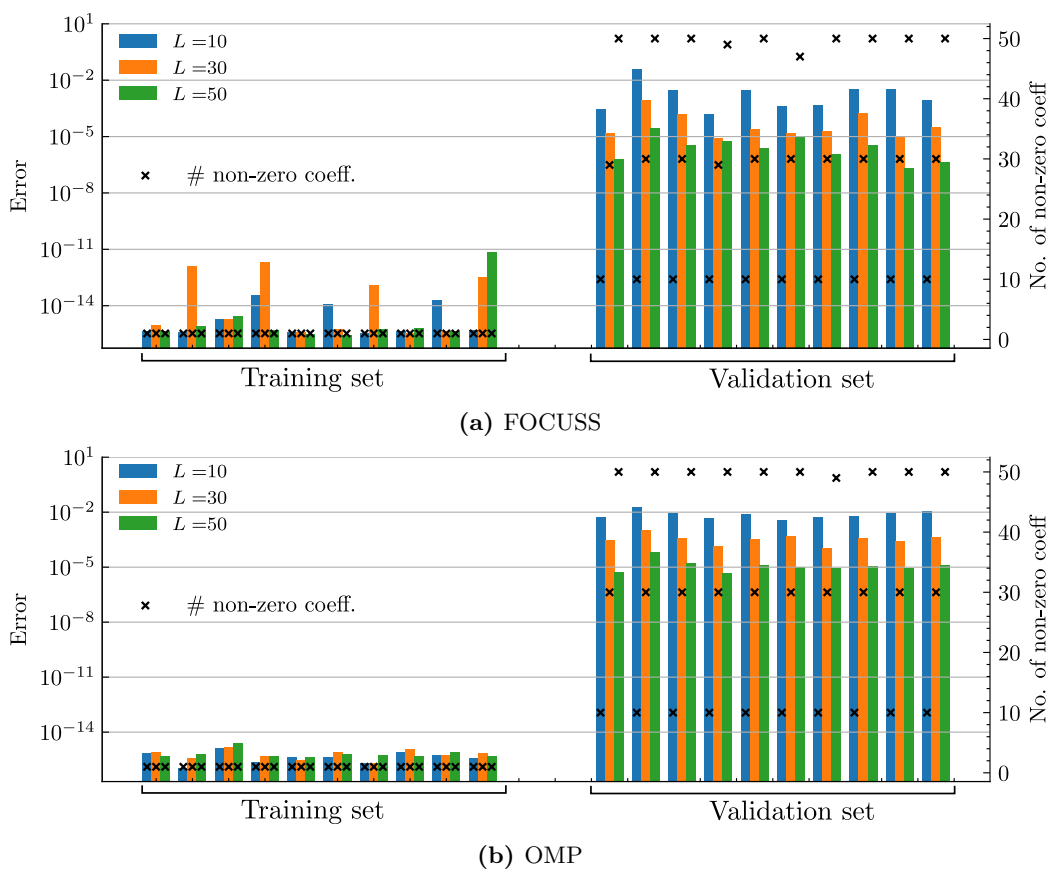 10^1
10^-2
10^-5
10^-8
10^-11
10^-14
Error
L =10
L =30
L =50
# non-zero coeff.
50
40
30
20
10
0
No. of non-zero coeff
Training set
Validation set
(a) FOCUSS
10^1
10^-2
10^-5
10^-8
10^-11
10^-14
Error
L =10
L =30
L =50
# non-zero coeff.
50
40
30
20
10
0
No. of non-zero coeff
Training set
Validation set
(b) OMP